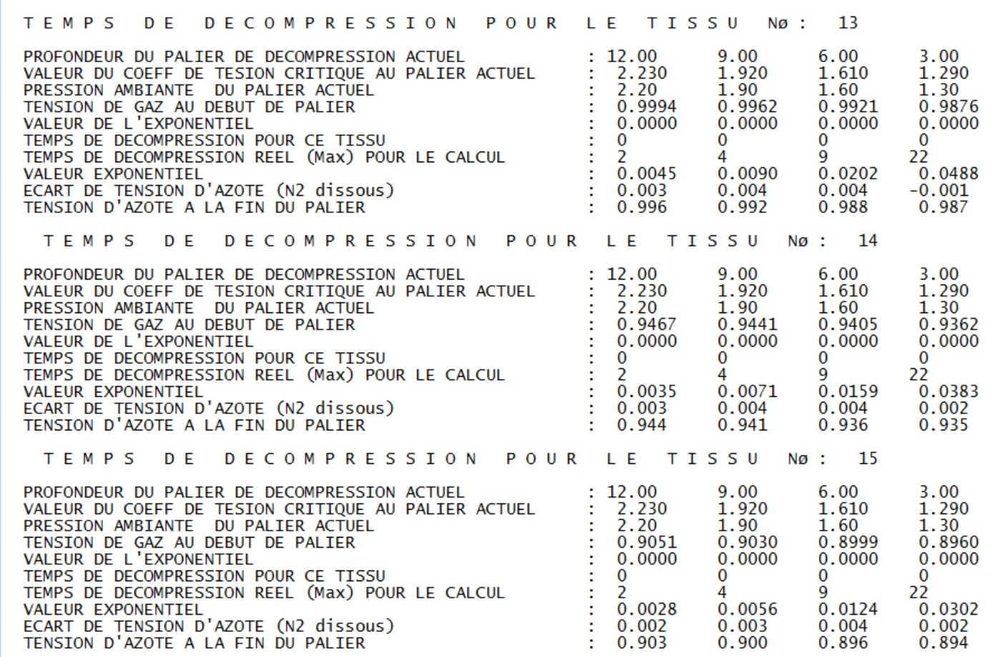 T E M P S   D E   D E C O M P R E S S I O N   P O U R   L E   T I S S U   Nø :   13
PROFONDEUR DU PALIER DE DECOMPRESSION ACTUEL : 12.00 9.00 6.00 3.00
VALEUR DU COEFF DE TESION CRITIQUE AU PALIER ACTUEL : 2.230 1.920 1.610 1.290
PRESSION AMBIANTE  DU PALIER ACTUEL : 2.20 1.90 1.60 1.30
TENSION DE GAZ AU DEBUT DE PALIER : 0.9994 0.9962 0.9921 0.9876
VALEUR DE L'EXPONENTIEL : 0.0000 0.0000 0.0000 0.0000
TEMPS DE DECOMPRESSION POUR CE TISSU : 0 0 0 0
TEMPS DE DECOMPRESSION REEL (Max) POUR LE CALCUL : 2 4 9 22
VALEUR EXPONENTIEL : 0.0045 0.0090 0.0202 0.0488
ECART DE TENSION D'AZOTE (N2 dissous) : 0.003 0.004 0.004 -0.001
TENSION D'AZOTE A LA FIN DU PALIER : 0.996 0.992 0.988 0.987
T E M P S   D E   D E C O M P R E S S I O N   P O U R   L E   T I S S U   Nø :   14
PROFONDEUR DU PALIER DE DECOMPRESSION ACTUEL : 12.00 9.00 6.00 3.00
VALEUR DU COEFF DE TESION CRITIQUE AU PALIER ACTUEL : 2.230 1.920 1.610 1.290
PRESSION AMBIANTE  DU PALIER ACTUEL : 2.20 1.90 1.60 1.30
TENSION DE GAZ AU DEBUT DE PALIER : 0.9467 0.9441 0.9405 0.9362
VALEUR DE L'EXPONENTIEL : 0.0000 0.0000 0.0000 0.0000
TEMPS DE DECOMPRESSION POUR CE TISSU : 0 0 0 0
TEMPS DE DECOMPRESSION REEL (Max) POUR LE CALCUL : 2 4 9 22
VALEUR EXPONENTIEL : 0.0035 0.0071 0.0159 0.0383
ECART DE TENSION D'AZOTE (N2 dissous) : 0.003 0.004 0.004 0.002
TENSION D'AZOTE A LA FIN DU PALIER : 0.944 0.941 0.936 0.935
T E M P S   D E   D E C O M P R E S S I O N   P O U R   L E   T I S S U   Nø :   15
PROFONDEUR DU PALIER DE DECOMPRESSION ACTUEL : 12.00 9.00 6.00 3.00
VALEUR DU COEFF DE TESION CRITIQUE AU PALIER ACTUEL : 2.230 1.920 1.610 1.290
PRESSION AMBIANTE  DU PALIER ACTUEL : 2.20 1.90 1.60 1.30
TENSION DE GAZ AU DEBUT DE PALIER : 0.9051 0.9030 0.8999 0.8960
VALEUR DE L'EXPONENTIEL : 0.0000 0.0000 0.0000 0.0000
TEMPS DE DECOMPRESSION POUR CE TISSU : 0 0 0 0
TEMPS DE DECOMPRESSION REEL (Max) POUR LE CALCUL : 2 4 9 22
VALEUR EXPONENTIEL : 0.0028 0.0056 0.0124 0.0302
ECART DE TENSION D'AZOTE (N2 dissous) : 0.002 0.003 0.004 0.002
TENSION D'AZOTE A LA FIN DU PALIER : 0.903 0.900 0.896 0.894